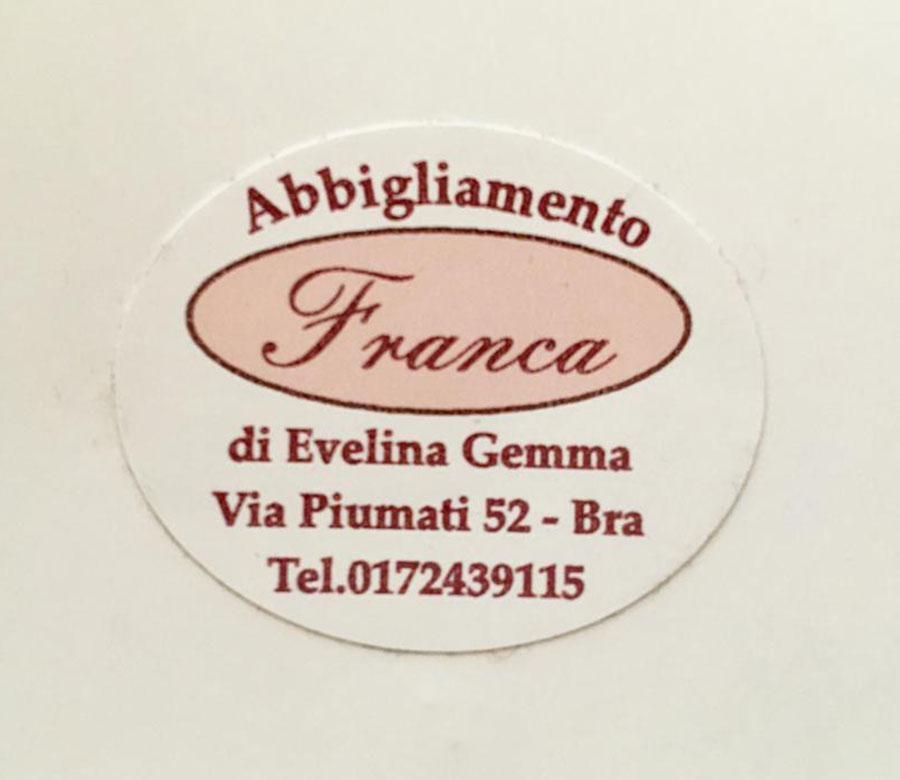 Abbigliamento
Franca
di Evelina Gemma
Via Piumati 52 - Bra
Tel.0172439115